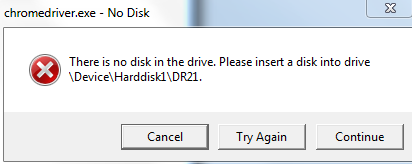 chromedriver.exe - No Disk
There is no disk in the drive. Please insert a disk into drive
\Device\Harddisk1\DR21.
Cancel
Try Again
Continue